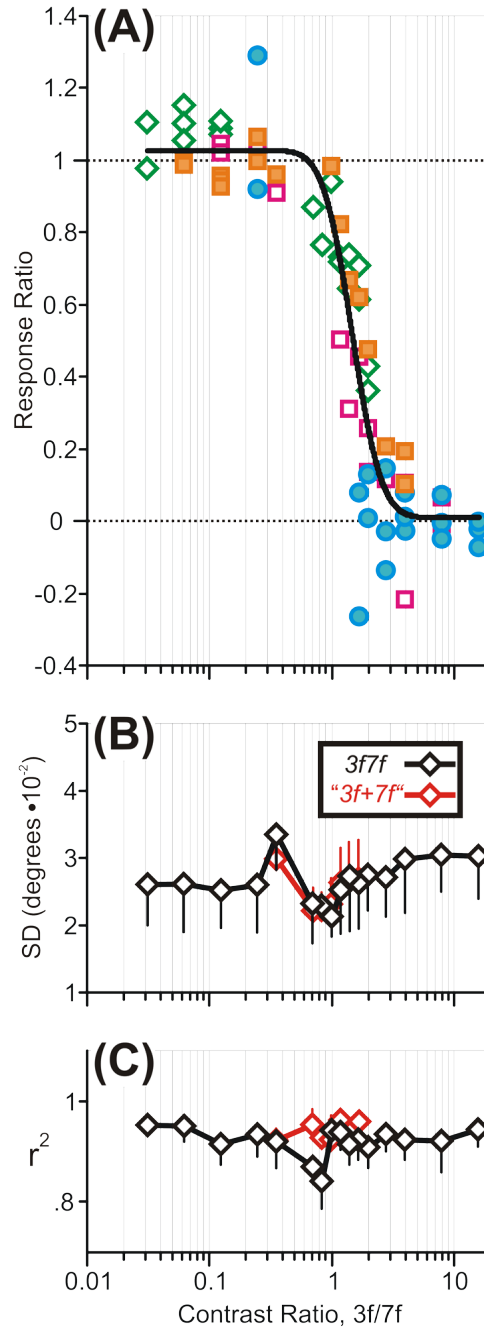 (A)
1.4
1.2
1
0.8
0.6
0.4
0.2
0
-0.2
-0.4
Response Ratio
(B)
5
4
3
2
1
SD (degrees •10-2)
3f7f
"3f+7f"
(C)
1
.8
r2
0.01
0.1
1
10
Contrast Ratio, 3f/7f